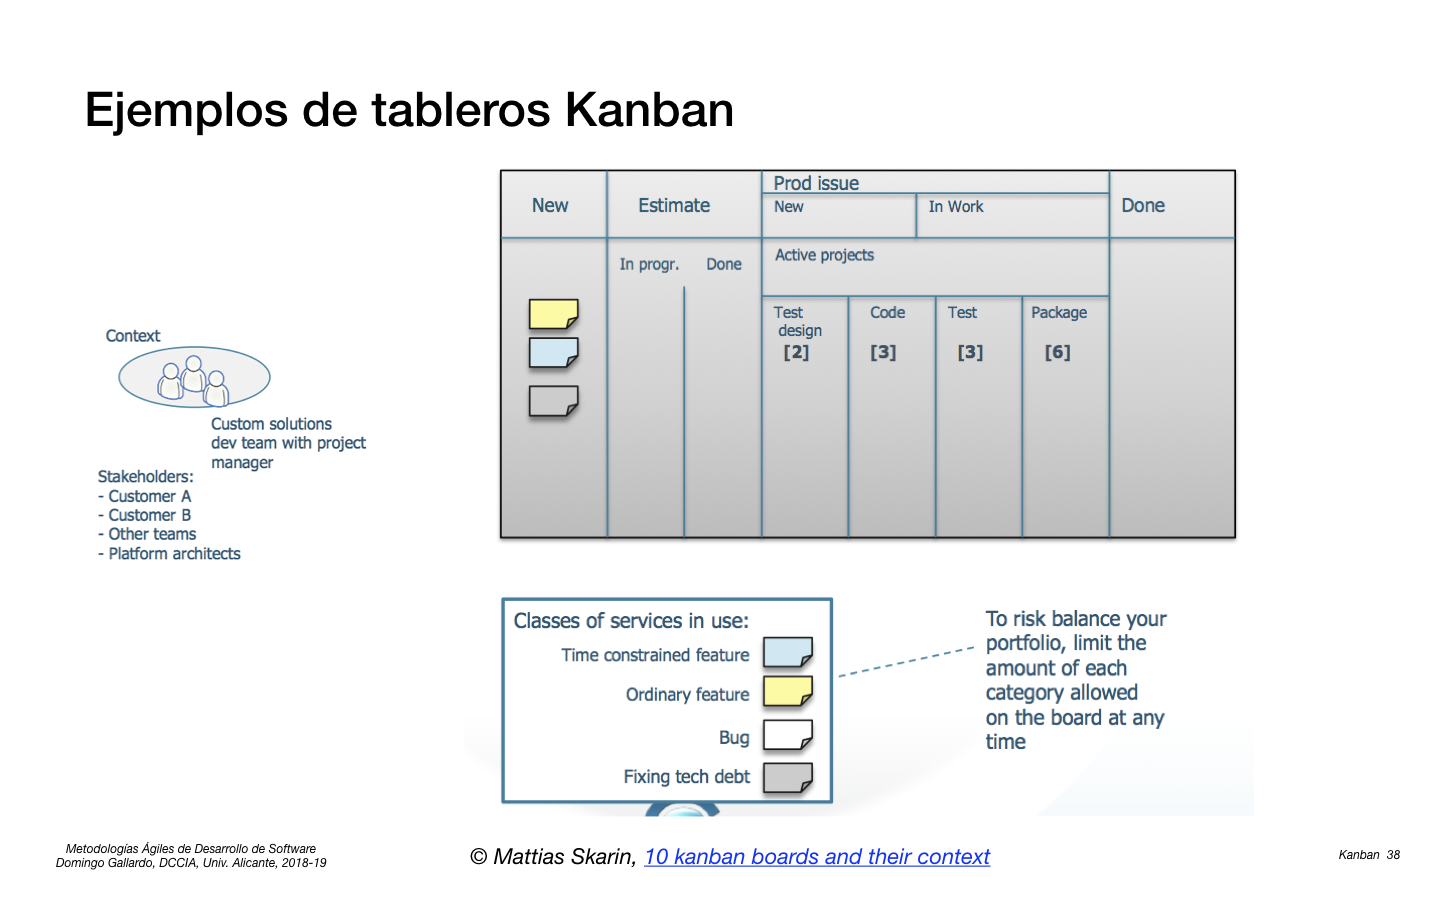 Ejemplos de tableros Kanban
New
Estimate
Prod issue
New
In Work
Done
In progr.
Done
Active projects
Test
design
[2]
Code
[3]
Test
[3]
Package
[6]
Context
Custom solutions
dev team with project
manager
Stakeholders:
- Customer A
- Customer B
- Other teams
- Platform architects
Classes of services in use:
Time constrained feature
Ordinary feature
Bug
Fixing tech debt
To risk balance your
portfolio, limit the
amount of each
category allowed
on the board at any
time
Metodologías Ágiles de Desarrollo de Software
Domingo Gallardo, DCCIA, Univ. Alicante, 2018-19
© Mattias Skarin, 10 kanban boards and their context
Kanban 38